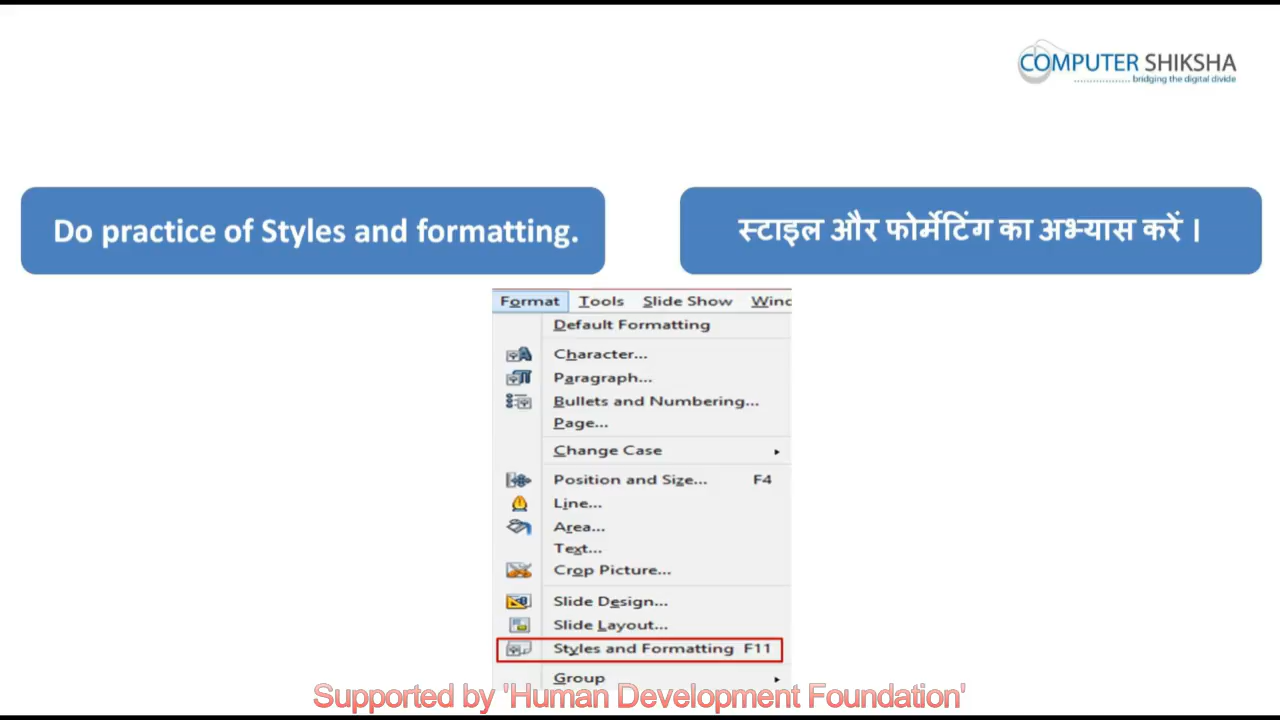 COMPUTER SHIKSHA
bridging the digital divide
Do practice of Styles and formatting.
स्टाइल और फोर्मेटिंग का अभ्यास करें ।
Format Tools Slide Show Wind
Default Formatting
Character...
Paragraph...
Bullets and Numbering...
Page...
Change Case
Position and Size... F4
Line...
Area...
Text...
Crop Picture...
Slide Design...
Slide Layout...
Styles and Formatting F11
Group
Supported by 'Human Development Foundation'